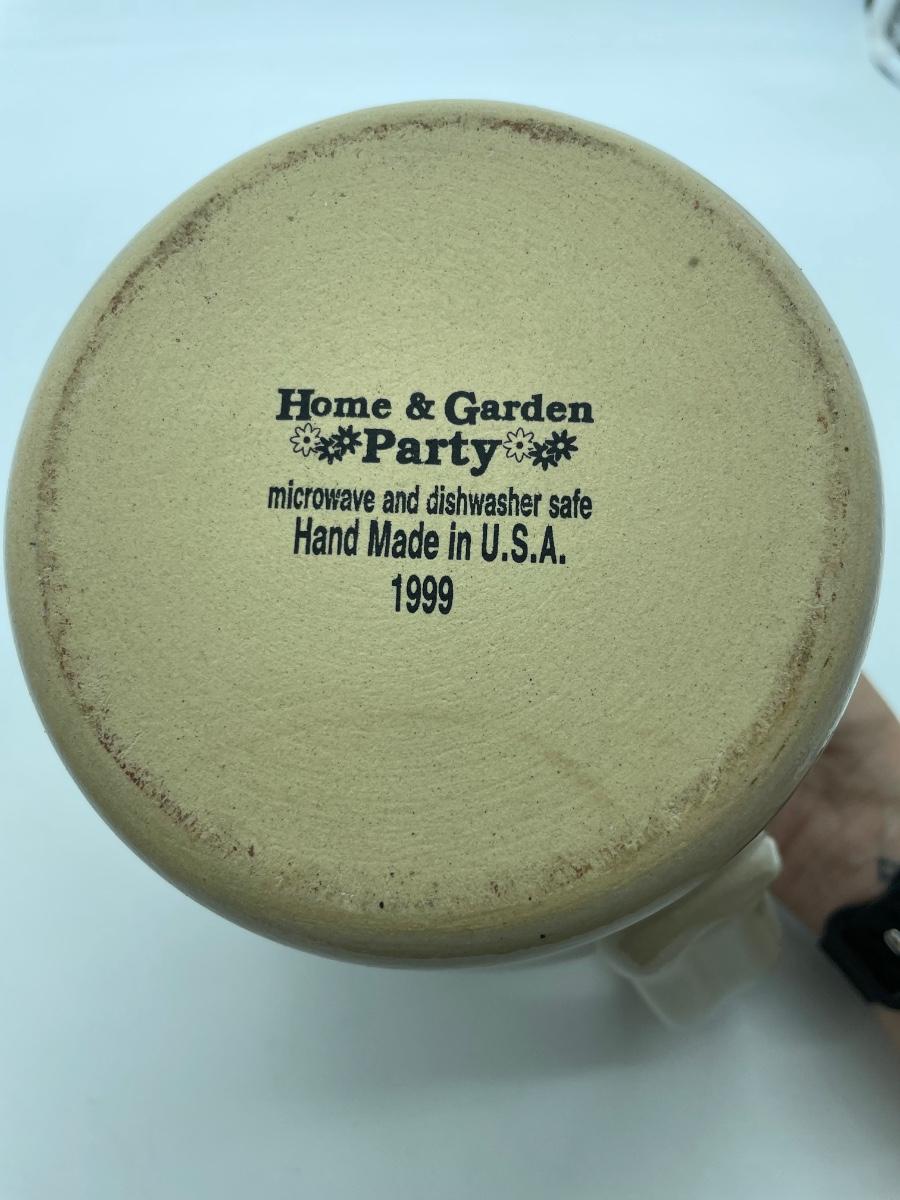 Home & Garden
Party
microwave and dishwasher safe
Hand Made in U.S.A.
1999